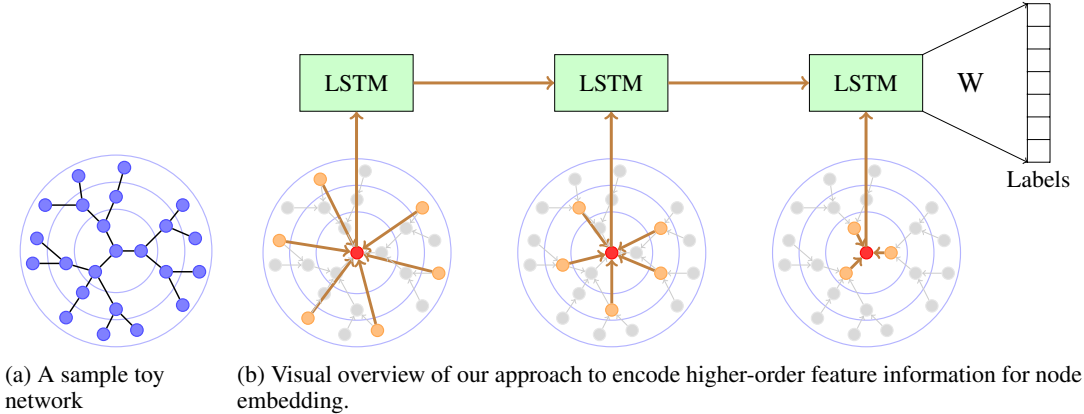 LSTM
LSTM
LSTM
W
Labels
(a) A sample toy
network
(b) Visual overview of our approach to encode higher-order feature information for node
embedding.